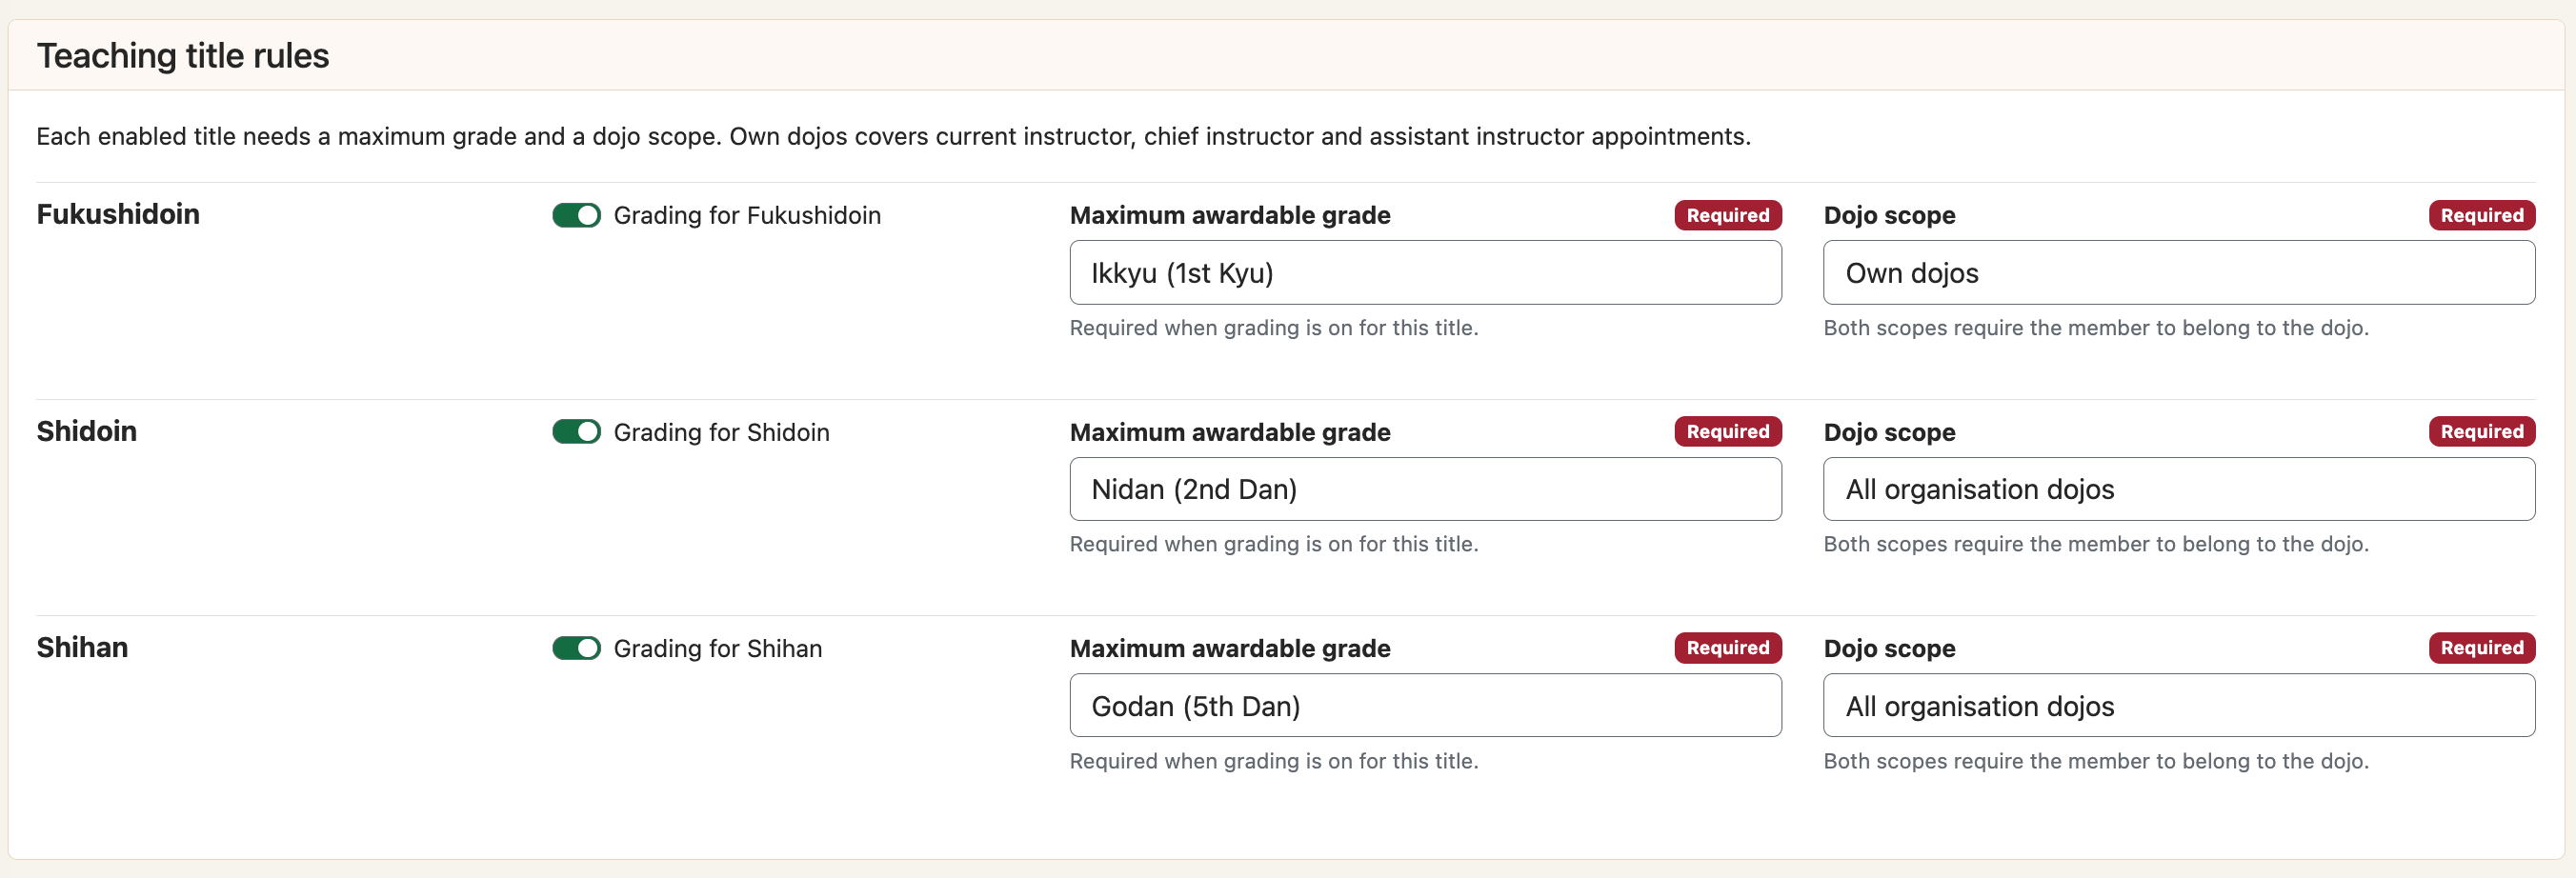 Teaching title rules
Each enabled title needs a maximum grade and a dojo scope. Own dojos covers current instructor, chief instructor and assistant instructor appointments.
Fukushidoin
Grading for Fukushidoin
Maximum awardable grade Required
Ikkyu (1st Kyu)
Required when grading is on for this title.
Dojo scope Required
Own dojos
Both scopes require the member to belong to the dojo.
Shidoin
Grading for Shidoin
Maximum awardable grade Required
Nidan (2nd Dan)
Required when grading is on for this title.
Dojo scope Required
All organisation dojos
Both scopes require the member to belong to the dojo.
Shihan
Grading for Shihan
Maximum awardable grade Required
Godan (5th Dan)
Required when grading is on for this title.
Dojo scope Required
All organisation dojos
Both scopes require the member to belong to the dojo.